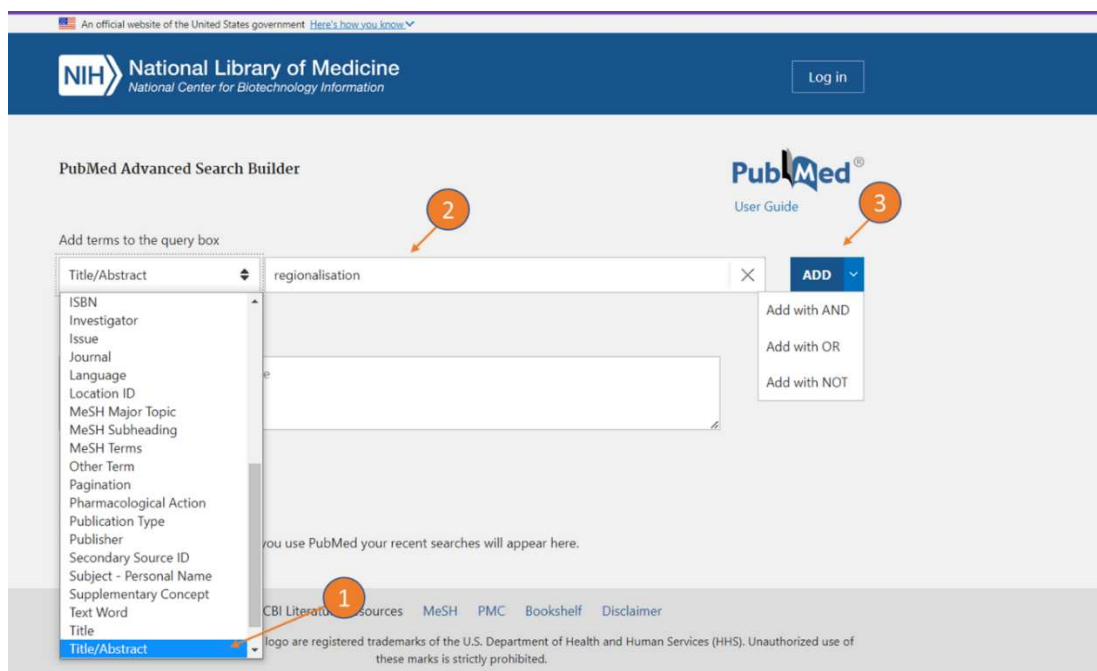 An official website of the United States government Here's how you know
NIH National Library of Medicine
National Center for Biotechnology Information
Log in
PubMed Advanced Search Builder
PubMed®
User Guide
2
3
Add terms to the query box
Title/Abstract
regionalisation
ADD
Add with AND
Add with OR
Add with NOT
ISBN
Investigator
Issue
Journal
Language
Location ID
MeSH Major Topic
MeSH Subheading
MeSH Terms
Other Term
Pagination
Pharmacological Action
Publication Type
Publisher
Secondary Source ID
Subject - Personal Name
Supplementary Concept
Text Word
Title
Title/Abstract
e
you use PubMed your recent searches will appear here.
1
CBI Literatu sources MeSH PMC Bookshelf Disclaimer
logo are registered trademarks of the U.S. Department of Health and Human Services (HHS). Unauthorized use of
these marks is strictly prohibited.